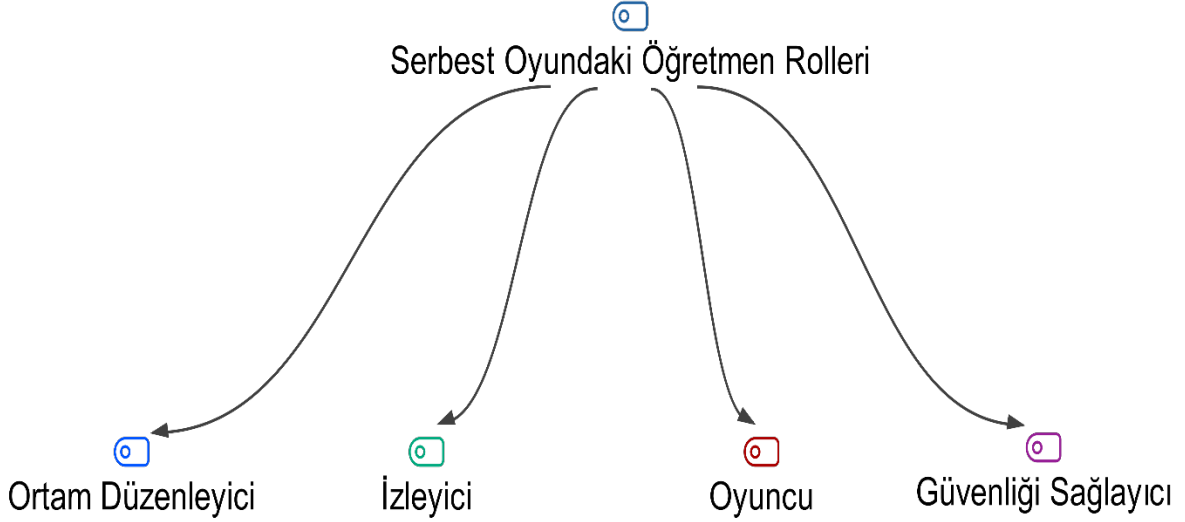 Serbest Oyundaki Öğretmen Rolleri
Ortam Düzenleyici
İzleyici
Oyuncu
Güvenliği Sağlayıcı